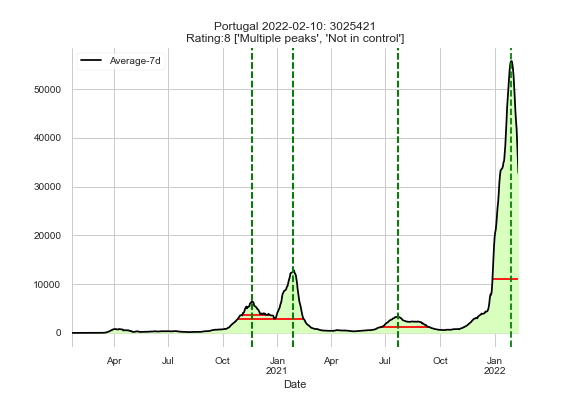 Portugal 2022-02-10: 3025421
Rating:8 ['Multiple peaks', 'Not in control']
Average-7d
50000
40000
30000
20000
10000
0
Apr Jul Oct Jan Apr Jul Oct Jan
2021 2022
Date